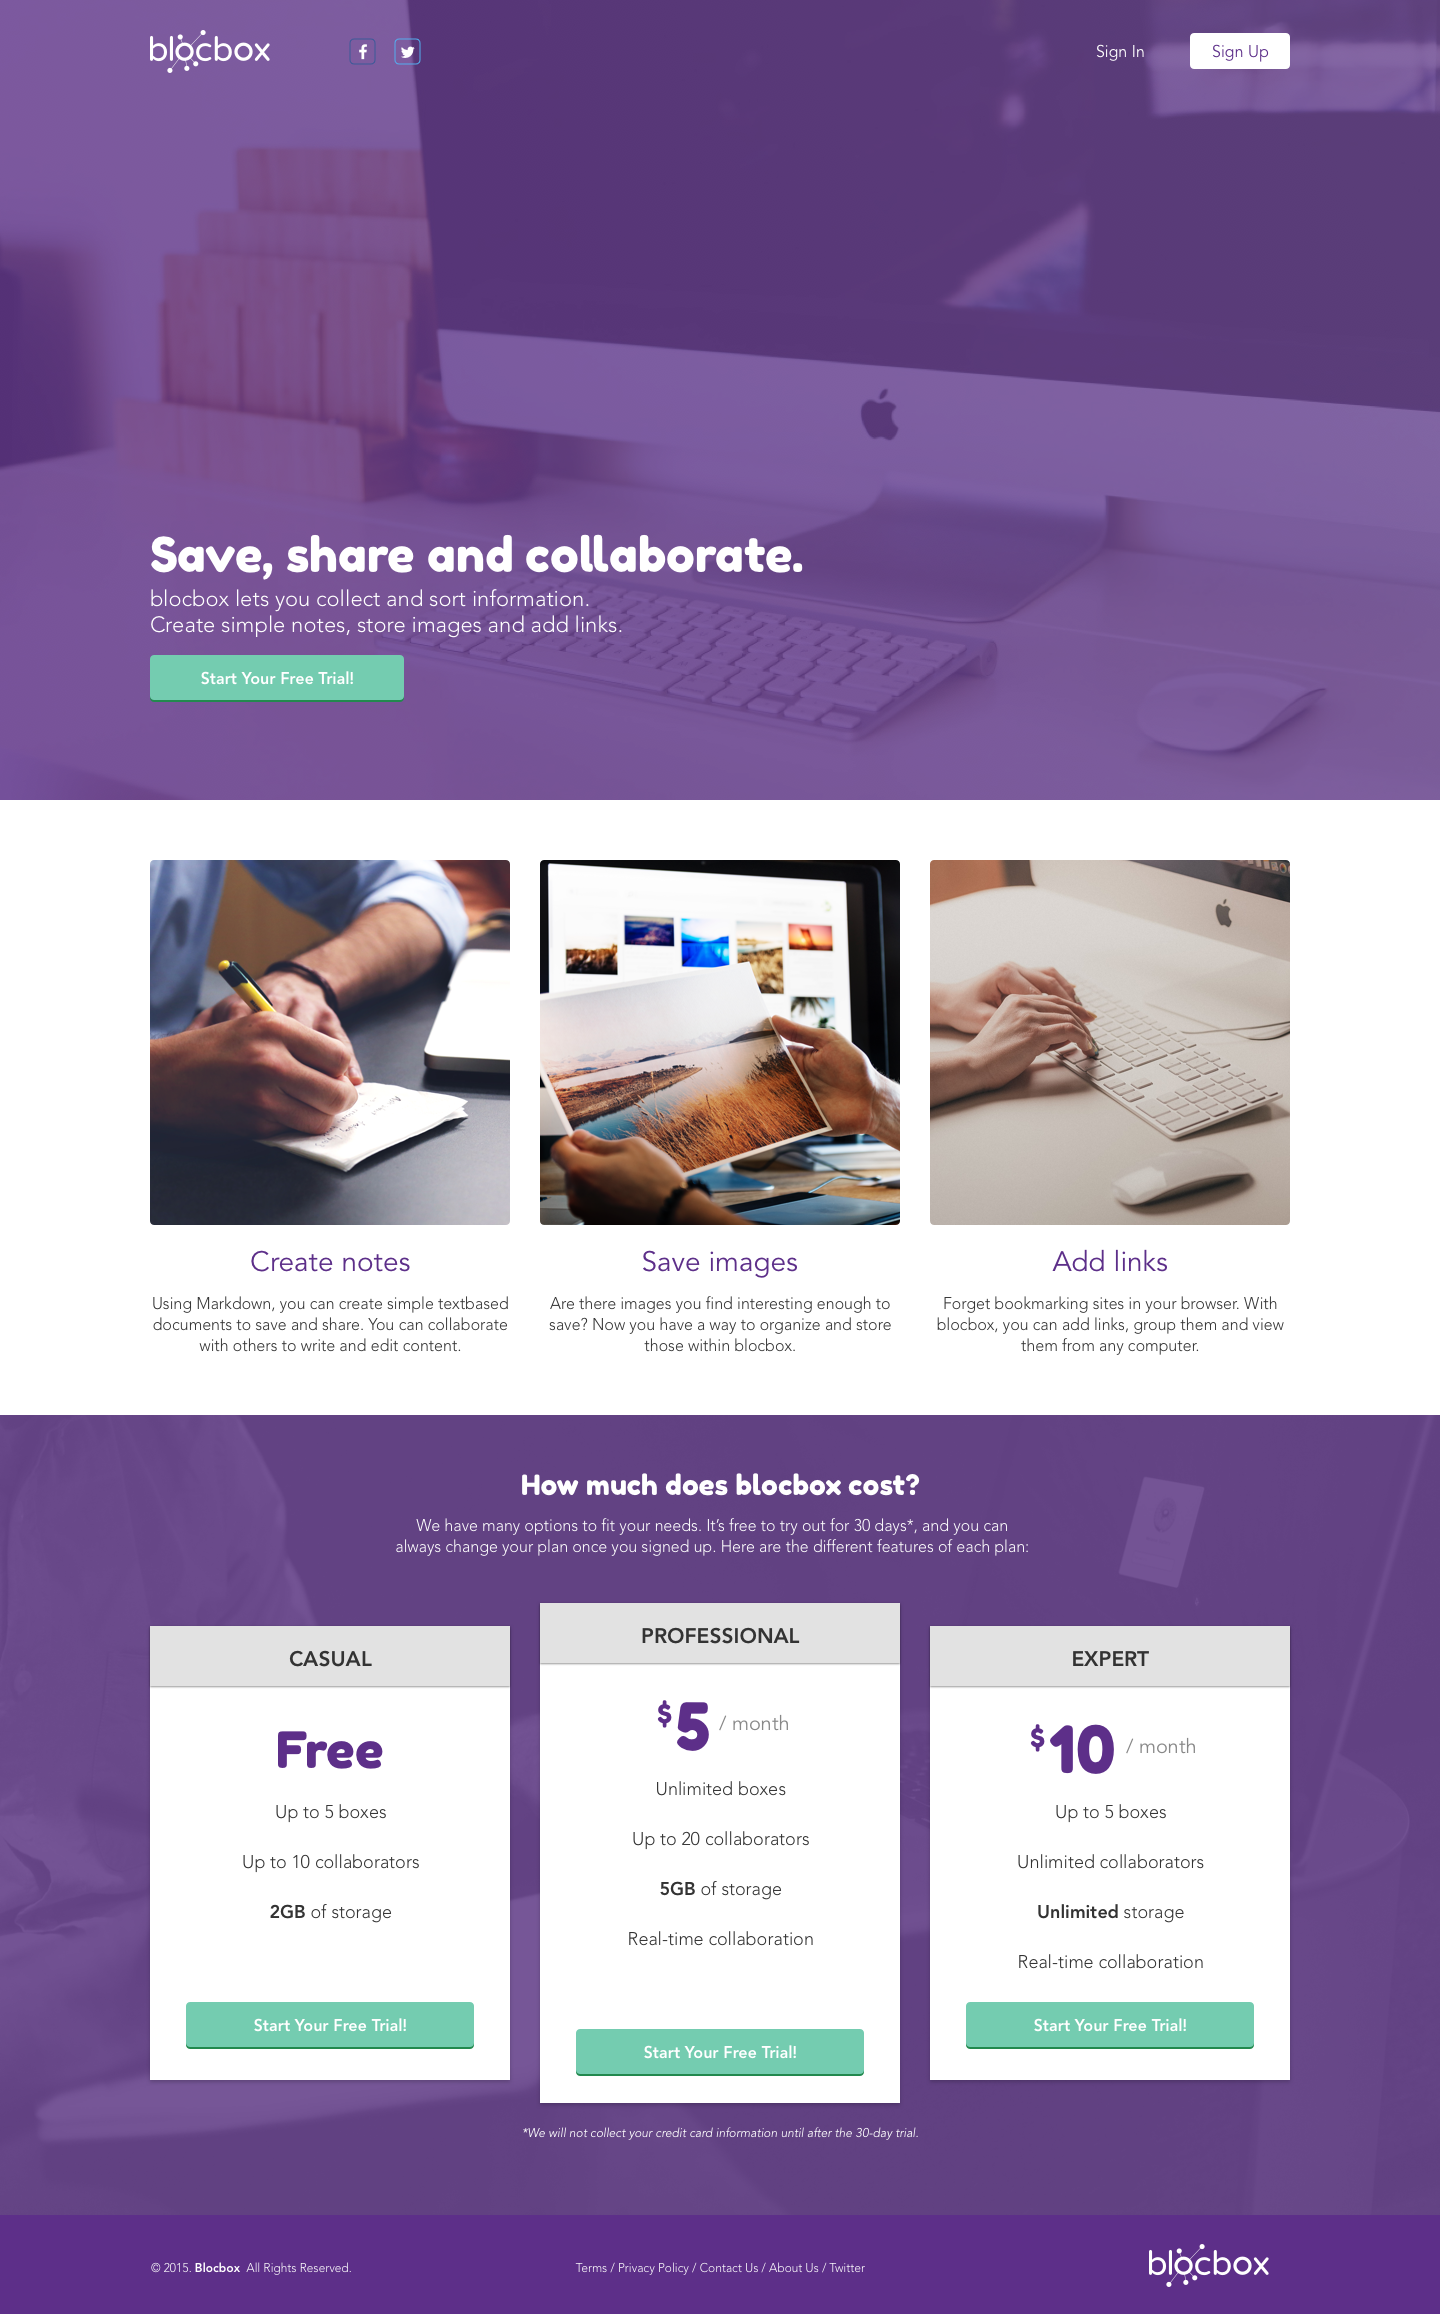 blocbox
Sign In
Sign Up
Save, share and collaborate.
blocbox lets you collect and sort information.
Create simple notes, store images and add links.
Start Your Free Trial!
Create notes
Using Markdown, you can create simple textbased
documents to save and share. You can collaborate
with others to write and edit content.
Save images
Are there images you find interesting enough to
save? Now you have a way to organize and store
those within blocbox.
Add links
Forget bookmarking sites in your browser. With
blocbox, you can add links, group them and view
them from any computer.
How much does blocbox cost?
We have many options to fit your needs. It’s free to try out for 30 days*, and you can
always change your plan once you signed up. Here are the different features of each plan:
CASUAL
Free
Up to 5 boxes
Up to 10 collaborators
2GB of storage
Start Your Free Trial!
PROFESSIONAL
$5 / month
Unlimited boxes
Up to 20 collaborators
5GB of storage
Real-time collaboration
Start Your Free Trial!
EXPERT
$10 / month
Up to 5 boxes
Unlimited collaborators
Unlimited storage
Real-time collaboration
Start Your Free Trial!
*We will not collect your credit card information until after the 30-day trial.
© 2015. Blocbox All Rights Reserved.
Terms / Privacy Policy / Contact Us / About Us / Twitter
blocbox